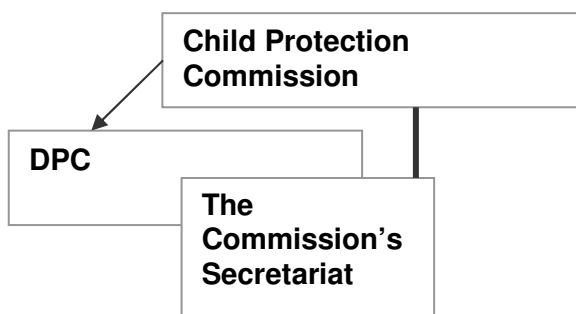 Child Protection
Commission
DPC
The
Commission’s
Secretariat